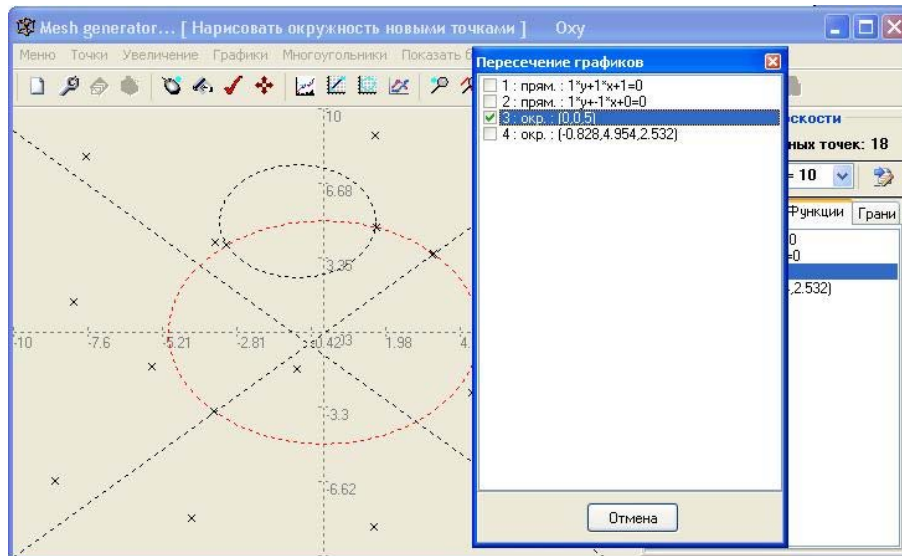 Mesh generator... [ Нарисовать окружность новыми точками ] Oxy
Меню Точки Увеличение Графики Многоугольники Показать
Пересечение графиков
1 : прям. : 1*y+1*x+1=0
2 : прям. : 1*y+-1*x+0=0
3 : окр. : (0,0,5)
4 : окр. : (-0.828,4.954,2.532)
Отмена
скости
ных точек: 18
= 10
Функции Грани
0
=0
,2.532)
10
6.68
3.35
-10 -7.6 -5.21 -2.81 1.98 4.
-3.3
-6.62